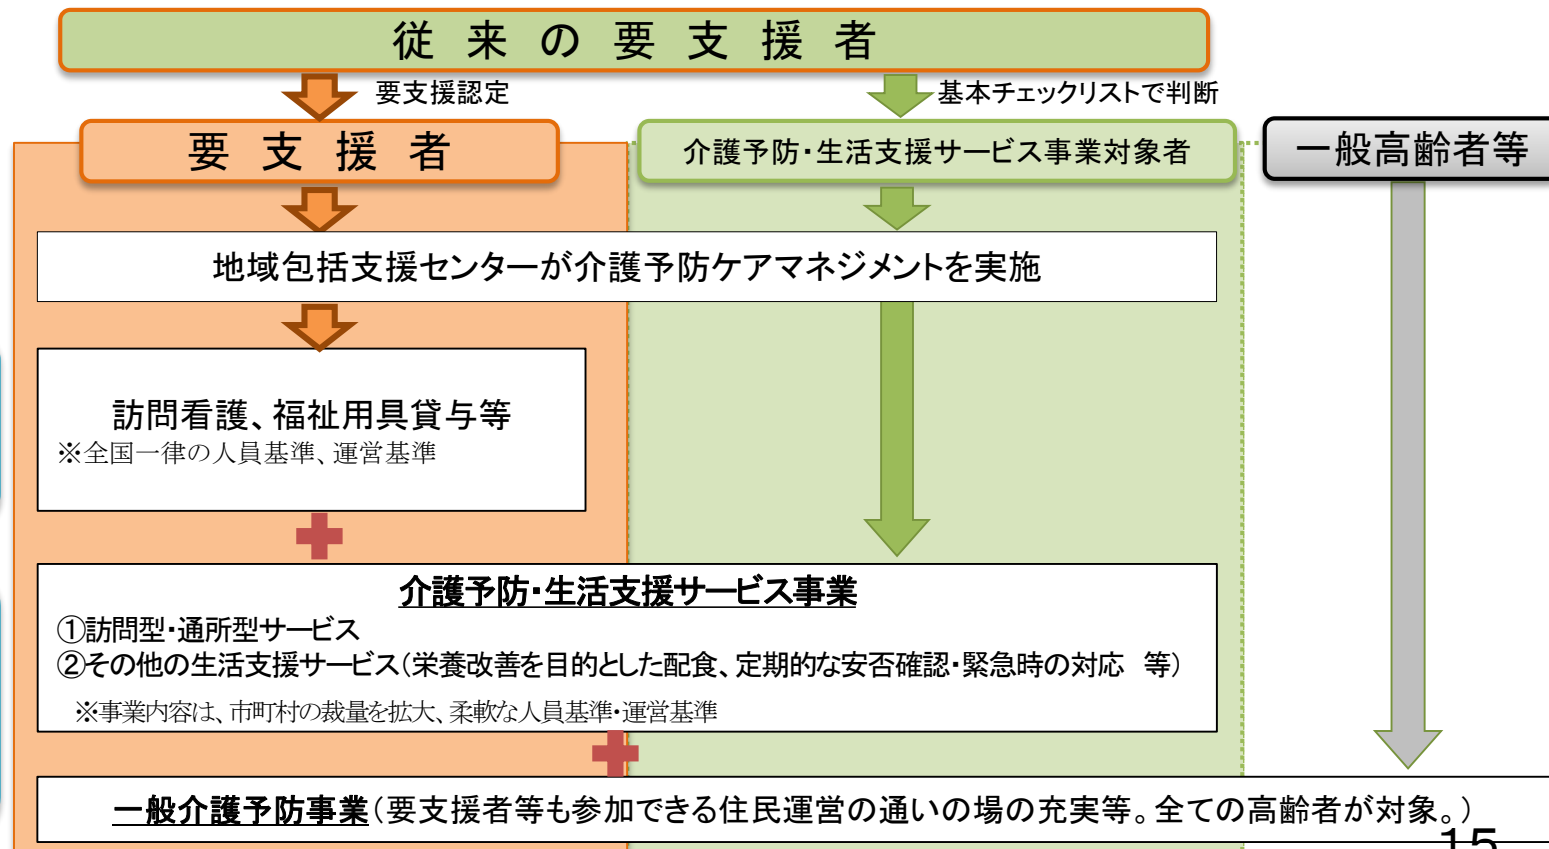 従来の要支援者
要支援認定
基本チェックリストで判断
要支援者
介護予防・生活支援サービス事業対象者
一般高齢者等
地域包括支援センターが介護予防ケアマネジメントを実施
訪問看護、福祉用具貸与等
※全国一律の人員基準、運営基準
介護予防・生活支援サービス事業
①訪問型・通所型サービス
②その他の生活支援サービス(栄養改善を目的とした配食、定期的な安否確認・緊急時の対応 等)
※事業内容は、市町村の裁量を拡大、柔軟な人員基準・運営基準
一般介護予防事業(要支援者等も参加できる住民運営の通いの場の充実等。全ての高齢者が対象。)
15